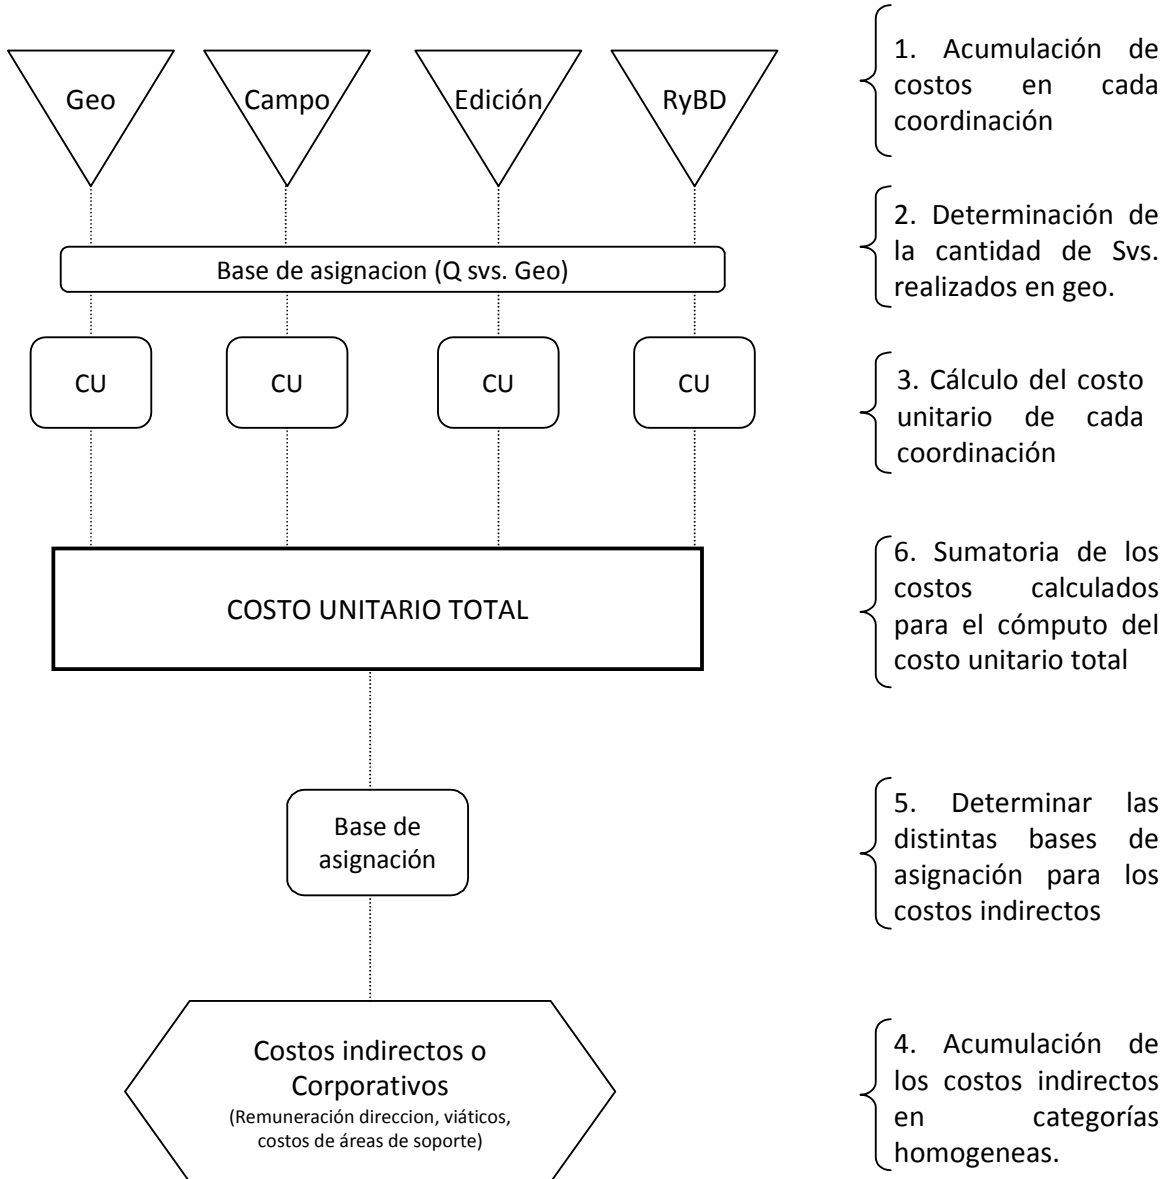 Geo
Campo
Edición
RyBD
1. Acumulación de
costos en cada
coordinación
Base de asignacion (Q svs. Geo)
2. Determinación de
la cantidad de Svs.
realizados en geo.
CU
CU
CU
CU
3. Cálculo del costo
unitario de cada
coordinación
COSTO UNITARIO TOTAL
6. Sumatoria de los
costos calculados
para el cómputo del
costo unitario total
Base de
asignación
5. Determinar las
distintas bases de
asignación para los
costos indirectos
Costos indirectos o
Corporativos
(Remuneración direccion, viáticos,
costos de áreas de soporte)
4. Acumulación de
los costos indirectos
en categorías
homogeneas.